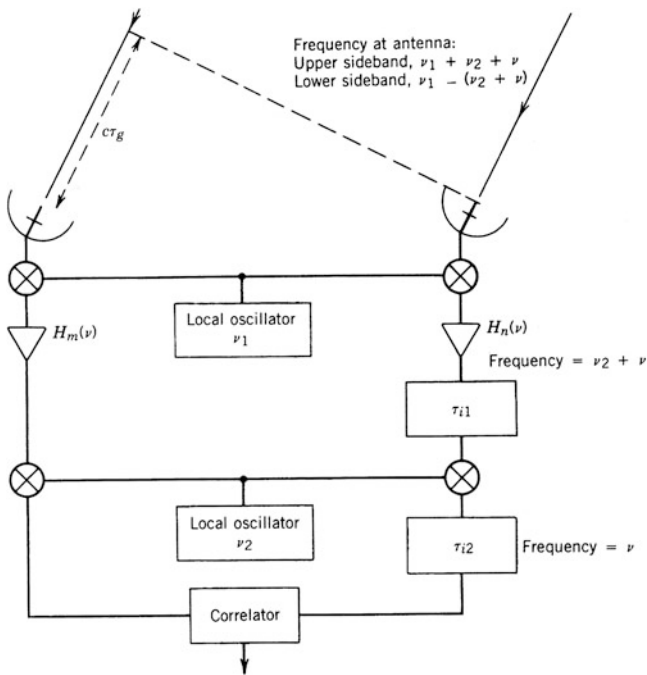 Frequency at antenna:
Upper sideband, ν₁ + ν₂ + ν
Lower sideband, ν₁ − (ν₂ + ν)
cτg
Local oscillator
ν₁
Hm(ν)
Hn(ν)
Frequency = ν₂ + ν
τi1
Local oscillator
ν₂
τi2
Frequency = ν
Correlator